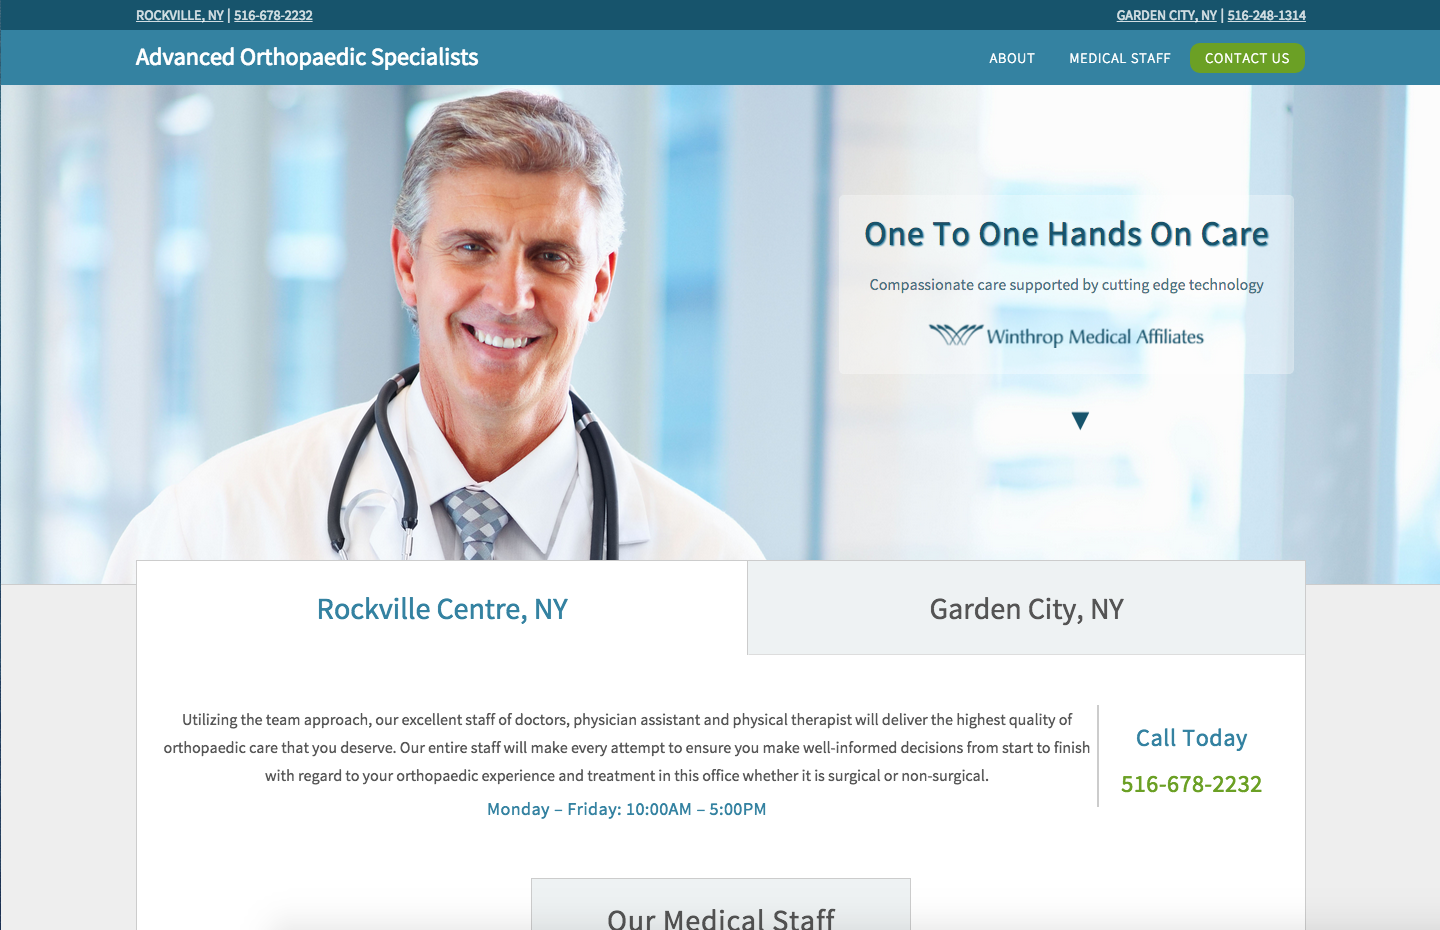 ROCKVILLE, NY | 516-678-2232
GARDEN CITY, NY | 516-248-1314
Advanced Orthopaedic Specialists
ABOUT
MEDICAL STAFF
CONTACT US
One To One Hands On Care
Compassionate care supported by cutting edge technology
Winthrop Medical Affiliates
Rockville Centre, NY
Garden City, NY
Utilizing the team approach, our excellent staff of doctors, physician assistant and physical therapist will deliver the highest quality of
orthopaedic care that you deserve. Our entire staff will make every attempt to ensure you make well-informed decisions from start to finish
with regard to your orthopaedic experience and treatment in this office whether it is surgical or non-surgical.
Monday – Friday: 10:00AM – 5:00PM
Call Today
516-678-2232
Our Medical Staff